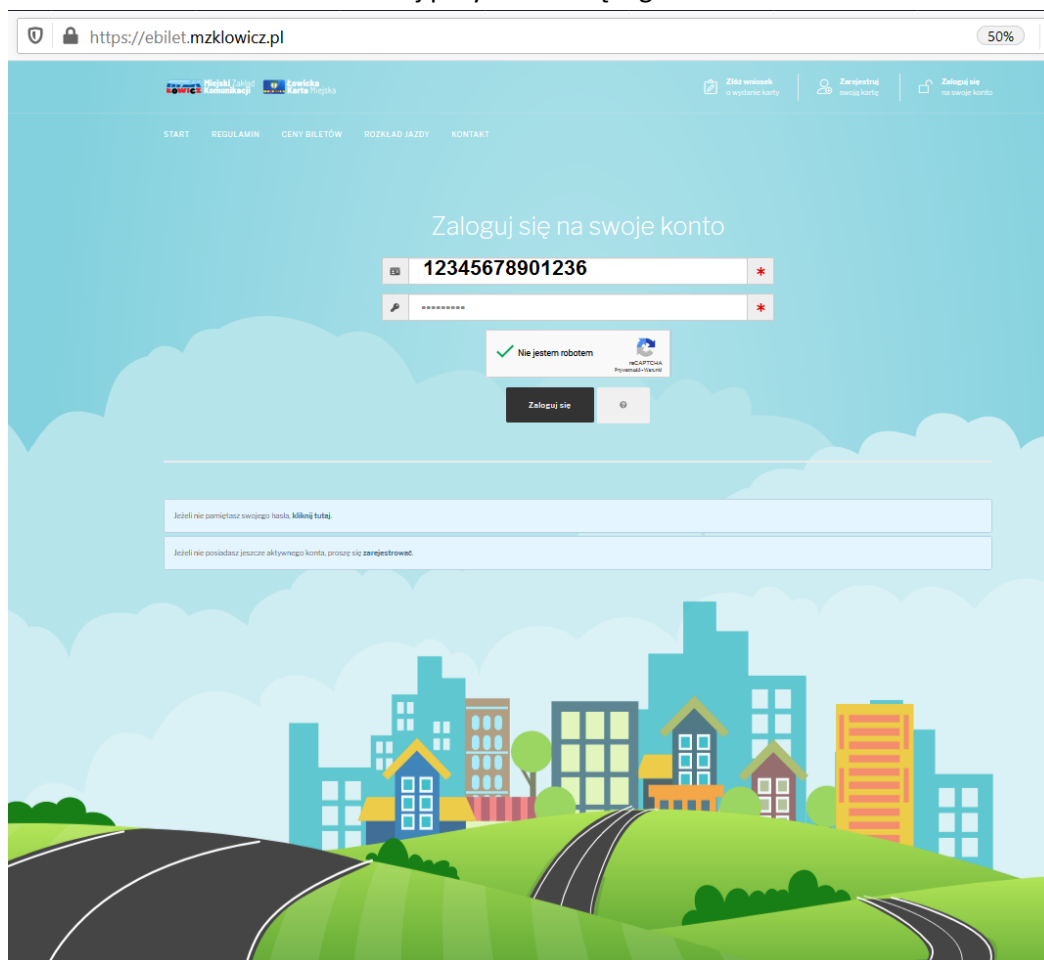 https://ebilet.mzklowicz.pl
50%
ŁOWICZ Miejski Zakład Komunikacji
Łowicka Karta Miejska
Złóż wniosek
o wydanie karty
Zarejestruj
swoją kartę
Zaloguj się
na swoje konto
START REGULAMIN CENY BILETÓW ROZKŁAD JAZDY KONTAKT
Zaloguj się na swoje konto
12345678901236
Nie jestem robotem
reCAPTCHA
Prywatność - Warunki
Zaloguj się
Jeżeli nie pamiętasz swojego hasła, kliknij tutaj.
Jeżeli nie posiadasz jeszcze aktywnego konta, proszę się zarejestrować.